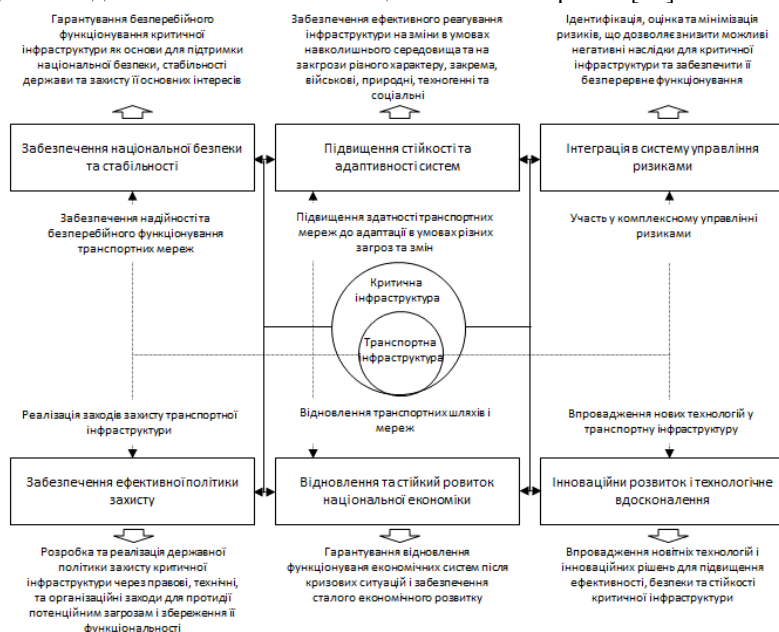 Гарантування безперебійного
функціонування критичної
інфраструктури як основи для підтримки
національної безпеки, стабільності
держави та захисту її основних інтересів
Забезпечення ефективного реагування
інфраструктури на зміни в умовах
навколишнього середовища та на
закгрози різного характеру, закрема,
військові, природні, техногенні та
соціальні
Ідентифікація, оцінка та мінімізація
ризиків, що дозволяє знизити можливі
негативні наслідки для критичної
інфраструктури та забезпечити її
безперервне функціонування
Забезпечення національної безпеки
та стабільності
Підвищення стійкості та
адаптивності систем
Інтеграція в систему управління
ризиками
Забезпечення надійності та
безперебійного функціонування
транспортних мереж
Підвищення здатності транспортних
мереж до адаптації в умовах різних
загроз та змін
Участь у комплексному управлінні
ризиками
Критична
інфраструктура
Транспортна
інфраструктура
Реалізація заходів захисту транспортної
інфраструктури
Відновлення транспортних шляхів і
мереж
Впровадження нових технологій у
транспортну інфраструктуру
Забезпечення ефективної політики
захисту
Відновлення та стійкий ровиток
національної економіки
Інноваційни розвиток і технологічне
вдосконалення
Розробка та реалізація державної
політики захисту критичної
інфраструктури через правові, технічні,
та організаційні заходи для протидії
потенційним загрозам і збереження її
функціональності
Гарантування відновлення
функціонуваня економічних систем після
кризових ситуацій і забезпечення
сталого економічного розвитку
Впровадження новітніх технологій і
інноваційних рішень для підвищення
ефективності, безпеки та стійкості
критичної інфраструктури